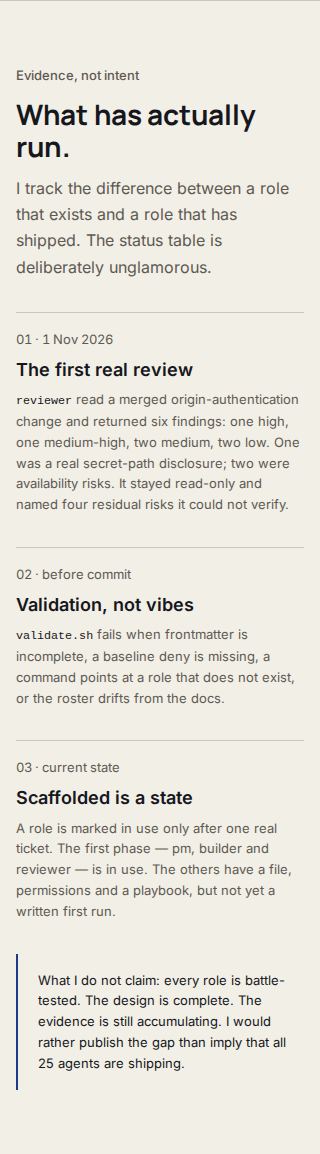 Evidence, not intent
What has actually
run.
I track the difference between a role
that exists and a role that has
shipped. The status table is
deliberately unglamorous.
01 · 1 Nov 2026
The first real review
reviewer read a merged origin-authentication
change and returned six findings: one high,
one medium-high, two medium, two low. One
was a real secret-path disclosure; two were
availability risks. It stayed read-only and
named four residual risks it could not verify.
02 · before commit
Validation, not vibes
validate.sh fails when frontmatter is
incomplete, a baseline deny is missing, a
command points at a role that does not exist,
or the roster drifts from the docs.
03 · current state
Scaffolded is a state
A role is marked in use only after one real
ticket. The first phase — pm, builder and
reviewer — is in use. The others have a file,
permissions and a playbook, but not yet a
written first run.
What I do not claim: every role is battle-
tested. The design is complete. The
evidence is still accumulating. I would
rather publish the gap than imply that all
25 agents are shipping.